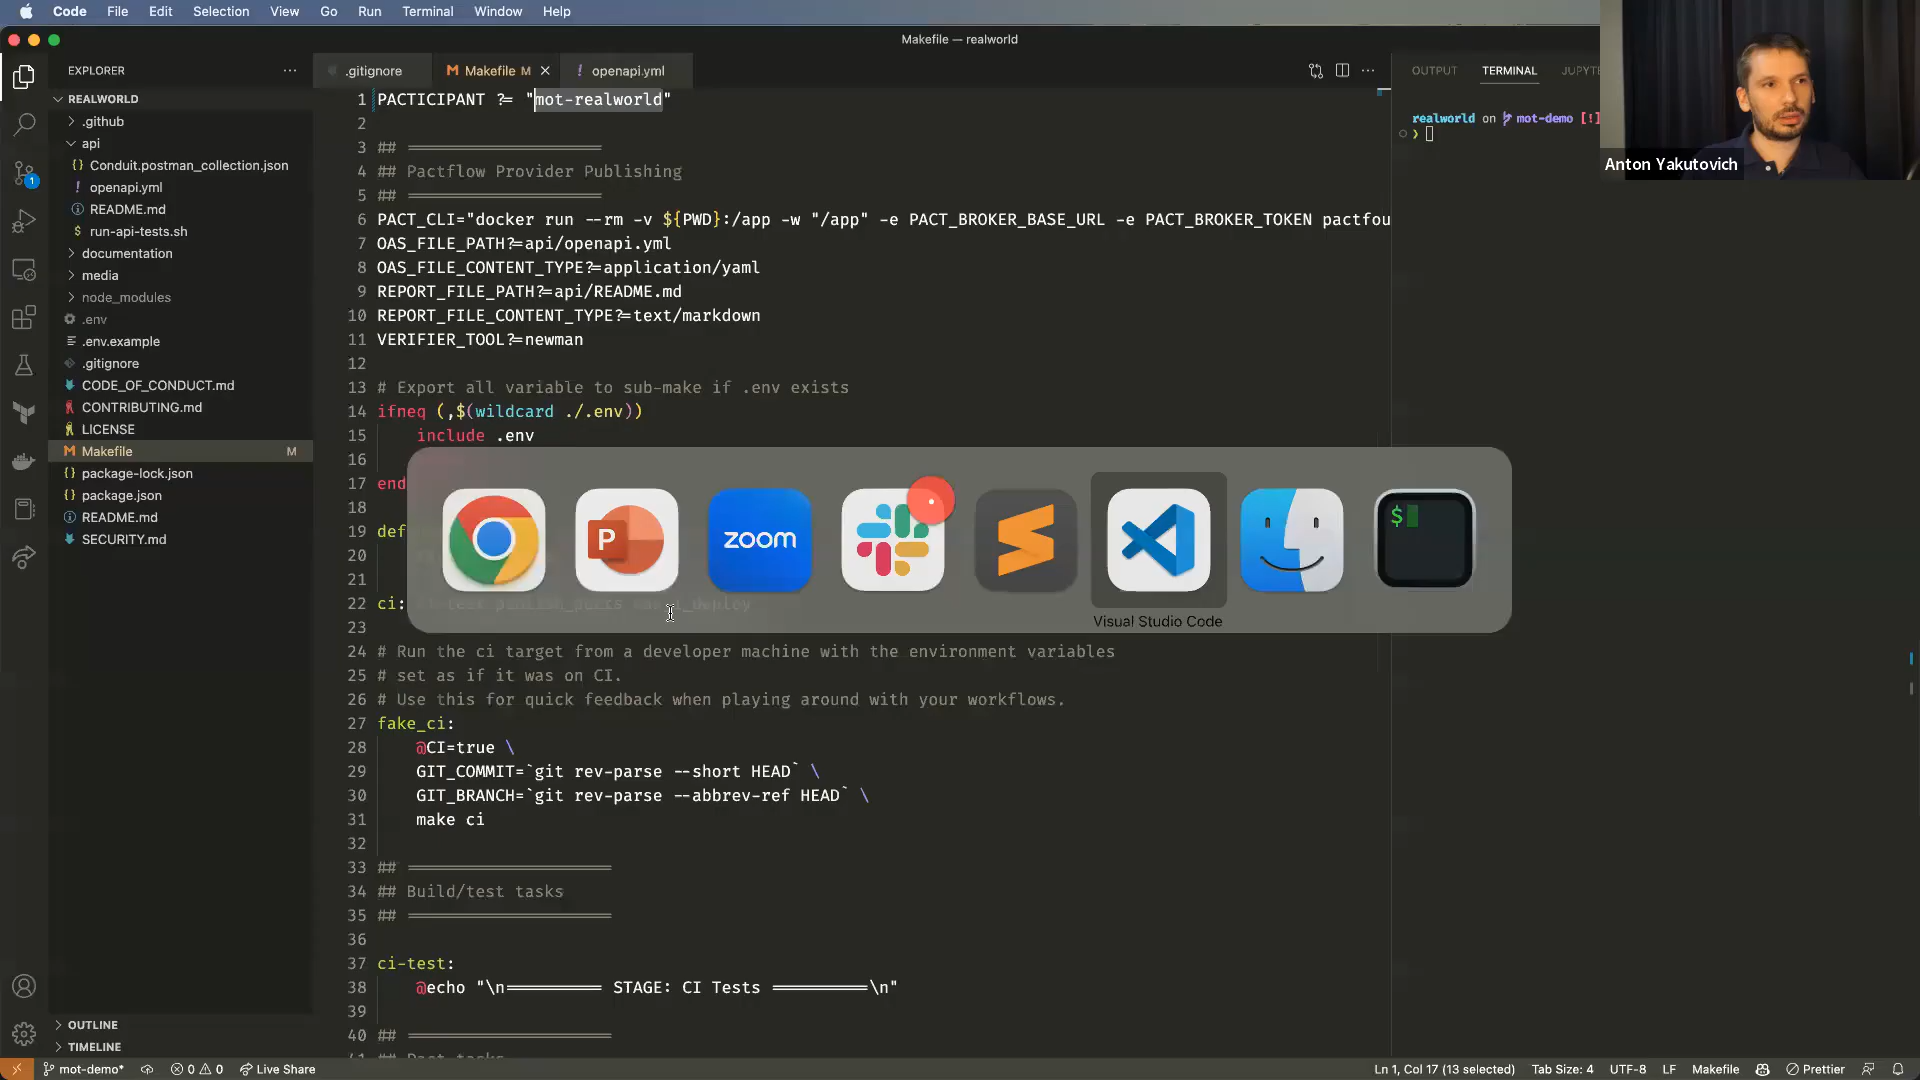 Code File Edit Selection View Go Run Terminal Window Help
Makefile — realworld
EXPLORER
REALWORLD
.github
api
Conduit.postman_collection.json
openapi.yml
README.md
run-api-tests.sh
documentation
media
node_modules
.env
.env.example
.gitignore
CODE_OF_CONDUCT.md
CONTRIBUTING.md
LICENSE
Makefile M
package-lock.json
package.json
README.md
SECURITY.md
OUTLINE
TIMELINE
.gitignore
Makefile M
openapi.yml
1 PACTICIPANT ?= "mot-realworld"
2
3 ## ====================
4 ## Pactflow Provider Publishing
5 ## ====================
6 PACT_CLI="docker run --rm -v ${PWD}:/app -w "/app" -e PACT_BROKER_BASE_URL -e PACT_BROKER_TOKEN pactfou
7 OAS_FILE_PATH?=api/openapi.yml
8 OAS_FILE_CONTENT_TYPE?=application/yaml
9 REPORT_FILE_PATH?=api/README.md
10 REPORT_FILE_CONTENT_TYPE?=text/markdown
11 VERIFIER_TOOL?=newman
12
13 # Export all variable to sub-make if .env exists
14 ifneq (,$(wildcard ./.env))
15 include .env
16
17 end
18
19 def
20
21
22 ci:
23
24 # Run the ci target from a developer machine with the environment variables
25 # set as if it was on CI.
26 # Use this for quick feedback when playing around with your workflows.
27 fake_ci:
28 @CI=true \
29 GIT_COMMIT=`git rev-parse --short HEAD` \
30 GIT_BRANCH=`git rev-parse --abbrev-ref HEAD` \
31 make ci
32
33 ## =====================
34 ## Build/test tasks
35 ## =====================
36
37 ci-test:
38 @echo "\n========== STAGE: CI Tests ==========\n"
39
40 ## =====================
P
zoom
$
Visual Studio Code
OUTPUT TERMINAL
realworld on mot-demo [!]
Anton Yakutovich
1
mot-demo* 0 0 Live Share
Ln 1, Col 17 (13 selected) Tab Size: 4 UTF-8 LF Makefile Prettier